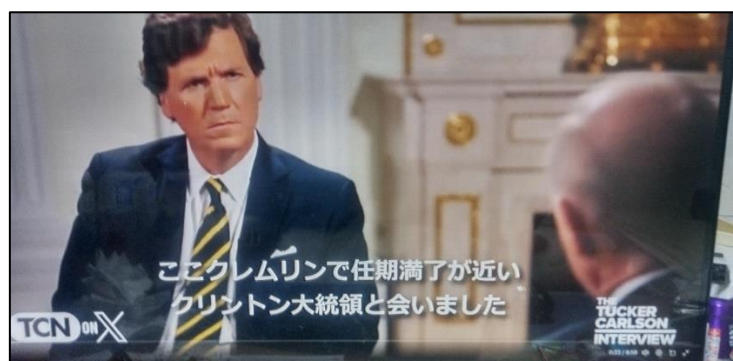 ここクレムリンで任期満了が近い
クリントン大統領と会いました
TCN ON X
THE
TUCKER
CARLSON
INTERVIEW